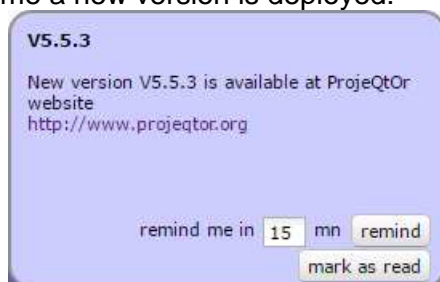 me a new version is deployed.
V5.5.3
New version V5.5.3 is available at ProjeQtOr
website
http://www.projeqtor.org
remind me in 15 mn remind
mark as read